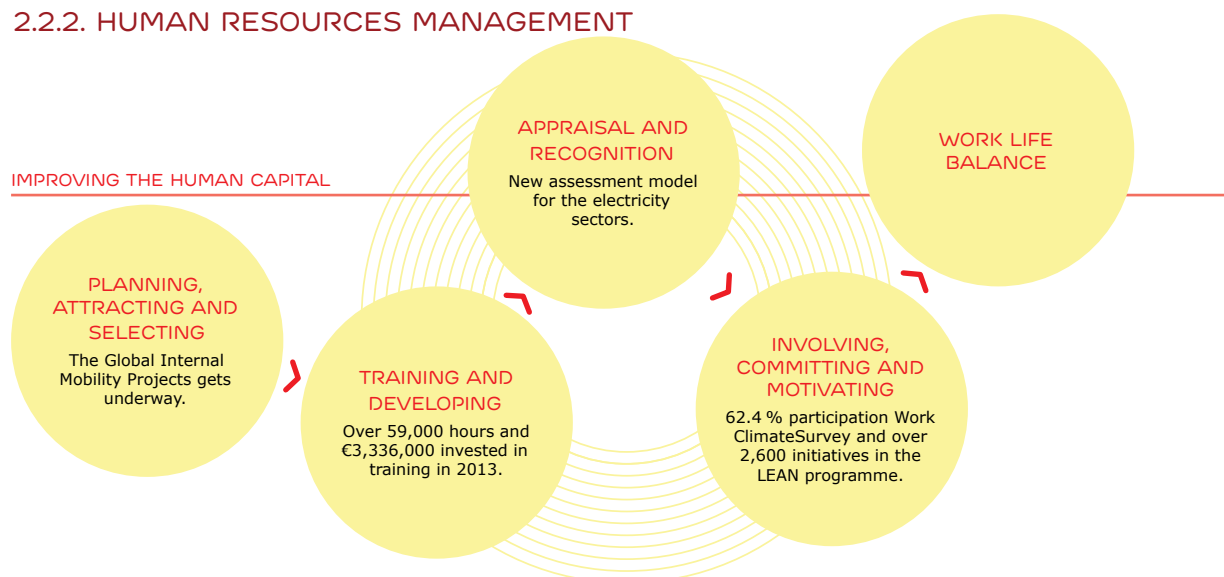 2.2.2. HUMAN RESOURCES MANAGEMENT
IMPROVING THE HUMAN CAPITAL
PLANNING,
ATTRACTING AND
SELECTING
The Global Internal
Mobility Projects gets
underway.
TRAINING AND
DEVELOPING
Over 59,000 hours and
€3,336,000 invested in
training in 2013.
APPRAISAL AND
RECOGNITION
New assessment model
for the electricity
sectors.
INVOLVING,
COMMITTING AND
MOTIVATING
62.4 % participation Work
ClimateSurvey and over
2,600 initiatives in the
LEAN programme.
WORK LIFE
BALANCE